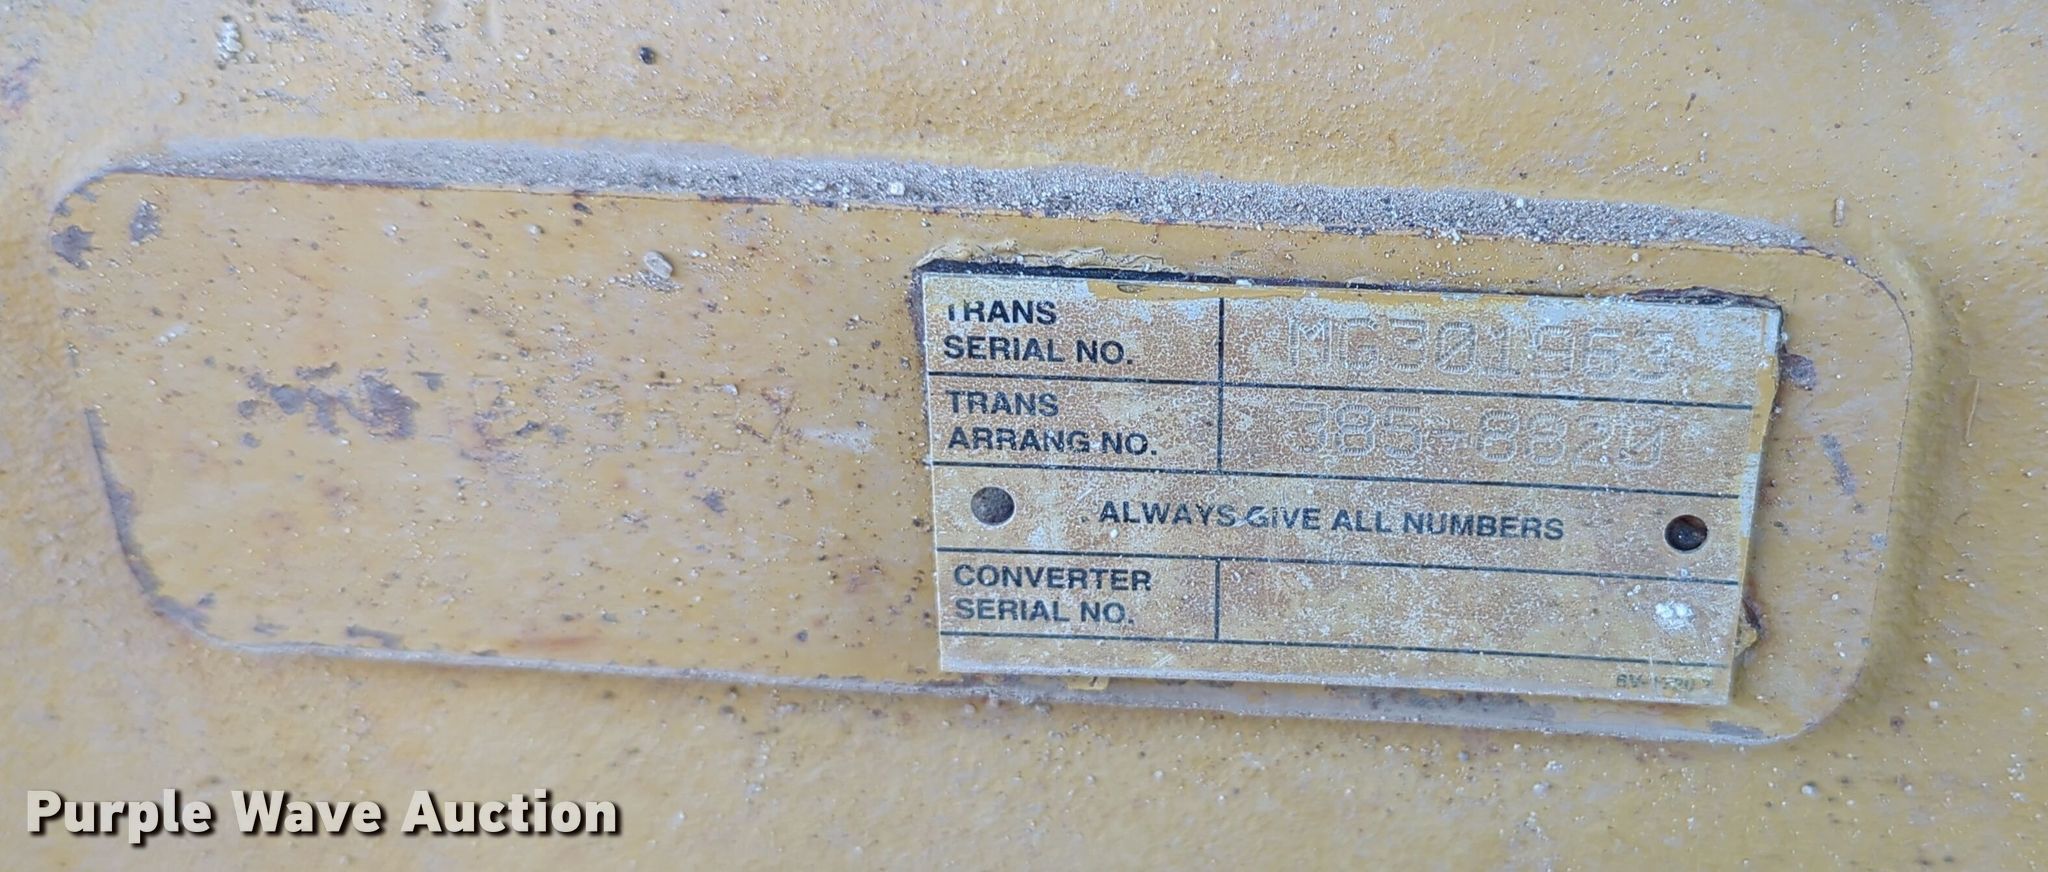 TRANS
SERIAL NO. MG301963
TRANS
ARRANG NO. 385-8820
ALWAYS GIVE ALL NUMBERS
CONVERTER
SERIAL NO.
Purple Wave Auction